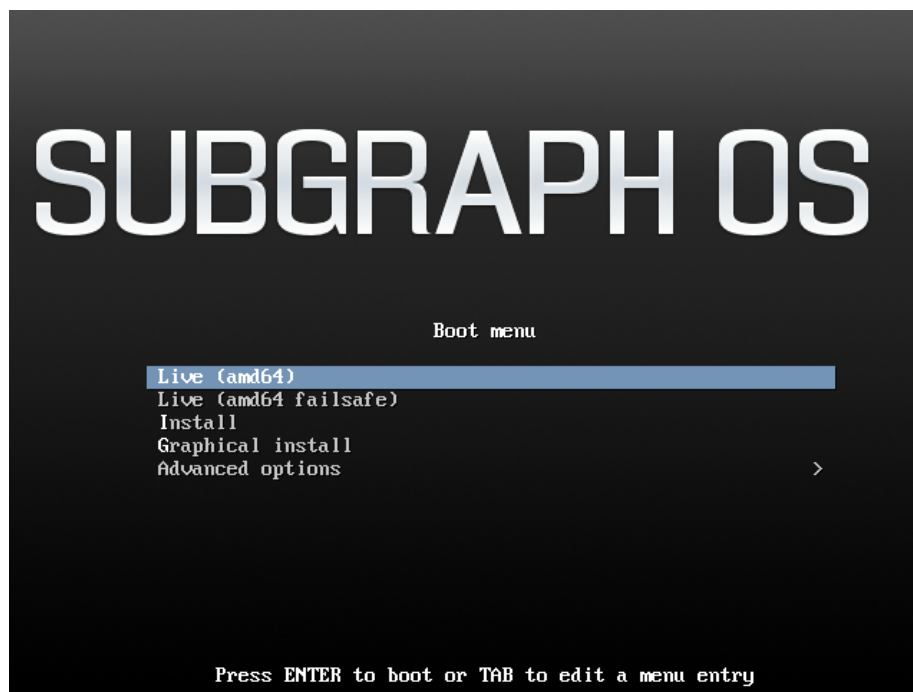 SUBGRAPH OS
Boot menu
Live (amd64)
Live (amd64 failsafe)
Install
Graphical install
Advanced options >
Press ENTER to boot or TAB to edit a menu entry